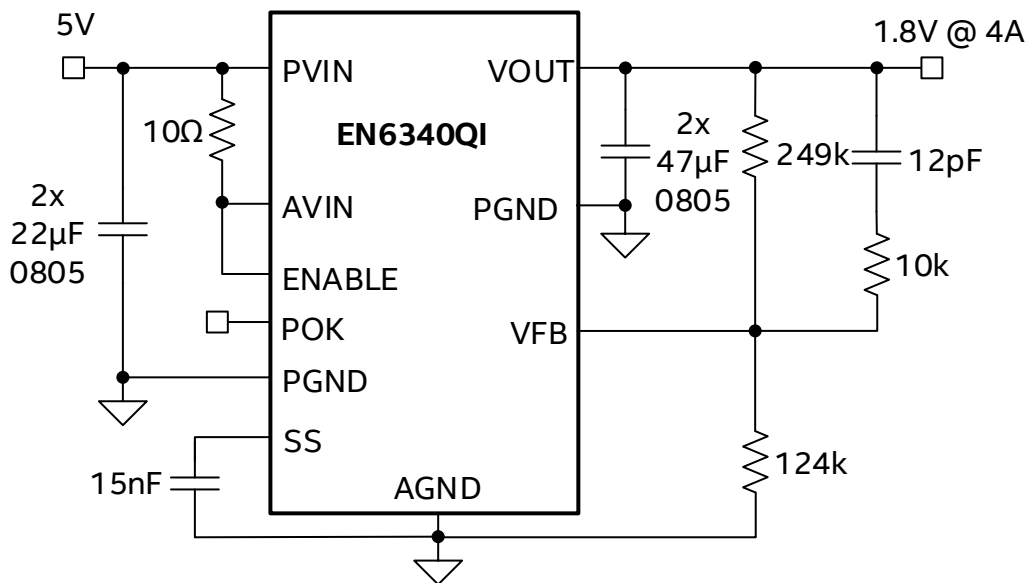 5V
1.8V @ 4A
PVIN
VOUT
10Ω
EN6340QI
2x
47µF
0805
249k
12pF
2x
22µF
0805
AVIN
PGND
ENABLE
10k
POK
VFB
PGND
SS
15nF
124k
AGND